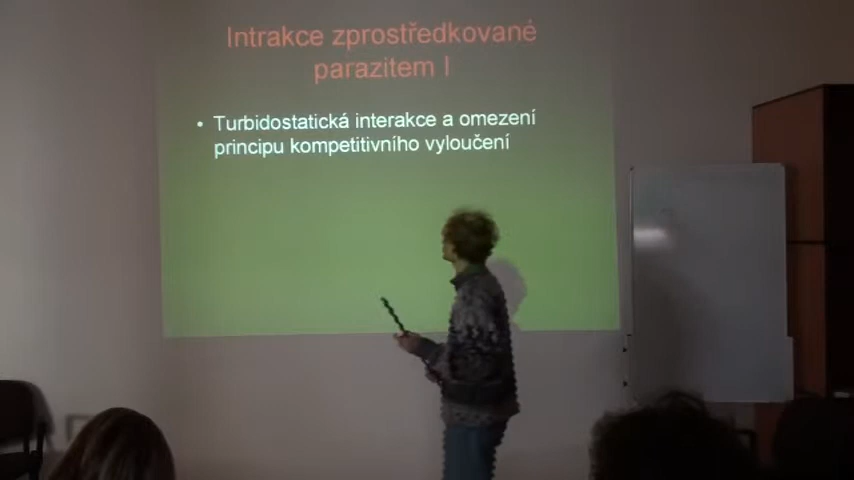 Intrakce zprostředkované
parazitem I
• Turbidostatická interakce a omezení
principu kompetitivního vyloučení